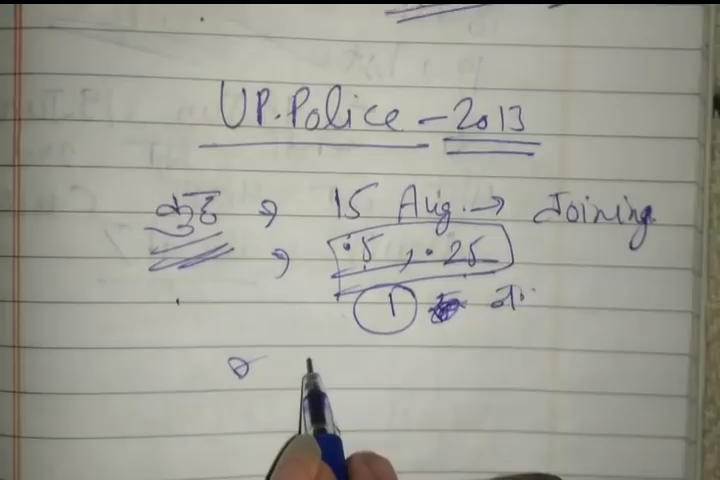 UP.Police - 2013
→ 15 Aug. → Joining
→ .5, .25
1